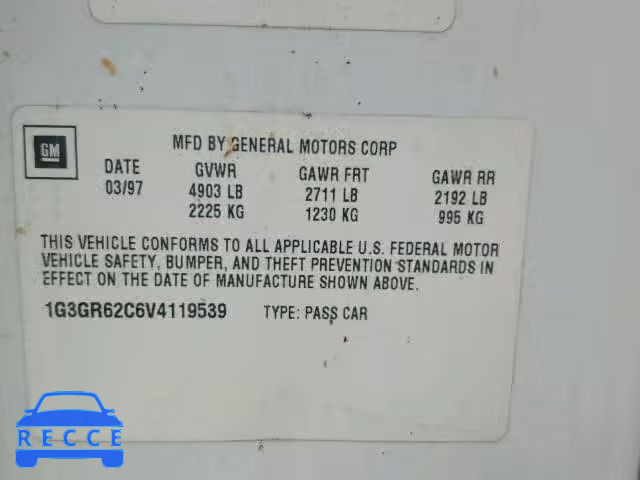 GM
MFD BY GENERAL MOTORS CORP
DATE GVWR GAWR FRT GAWR RR
03/97 4903 LB 2711 LB 2192 LB
2225 KG 1230 KG 995 KG
THIS VEHICLE CONFORMS TO ALL APPLICABLE U.S. FEDERAL MOTOR
VEHICLE SAFETY, BUMPER, AND THEFT PREVENTION STANDARDS IN
EFFECT ON THE DATE OF MANUFACTURE SHOWN ABOVE.
1G3GR62C6V4119539 TYPE: PASS CAR
RECCE